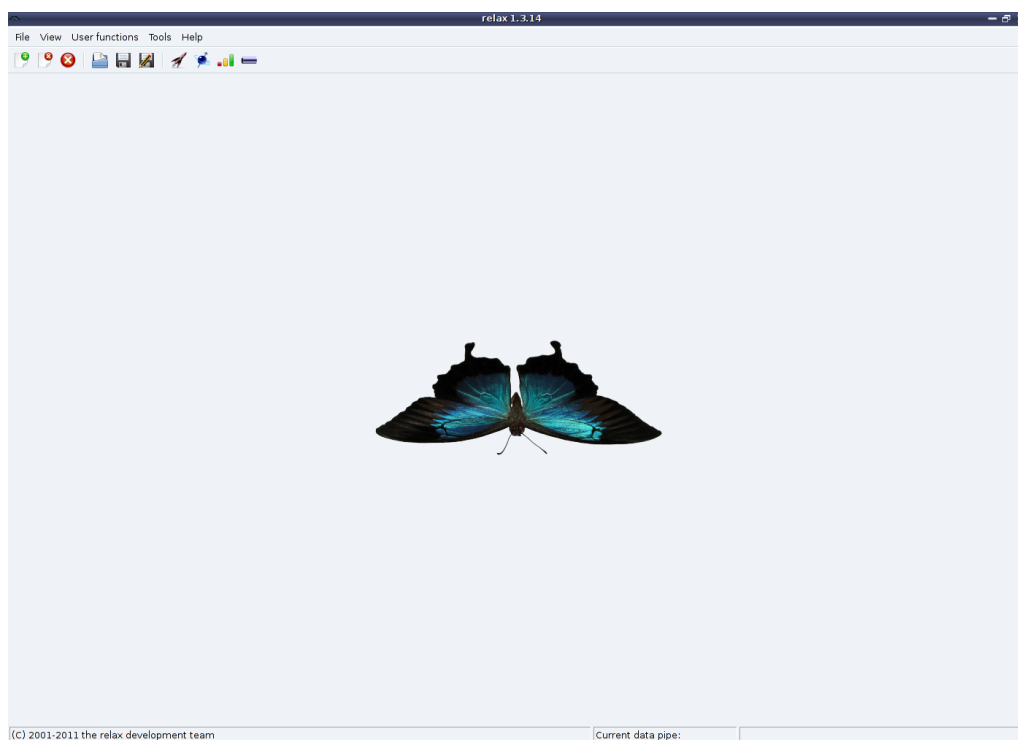 relax 1.3.14
File View User functions Tools Help
(C) 2001-2011 the relax development team Current data pipe: